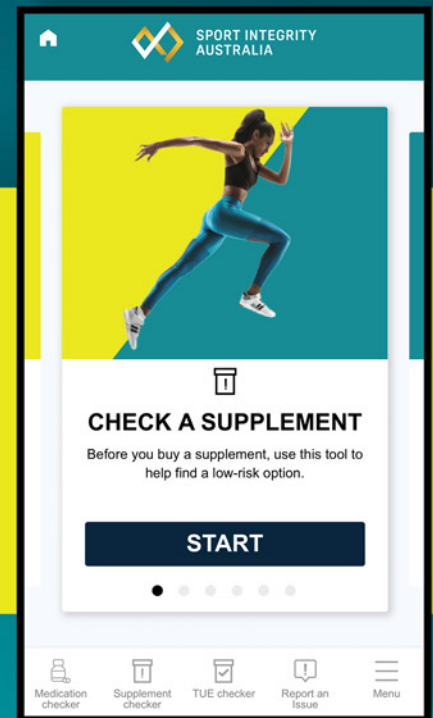 SPORT INTEGRITY
AUSTRALIA
CHECK A SUPPLEMENT
Before you buy a supplement, use this tool to
help find a low-risk option.
START
Medication
checker
Supplement
checker
TUE checker
Report an
Issue
Menu